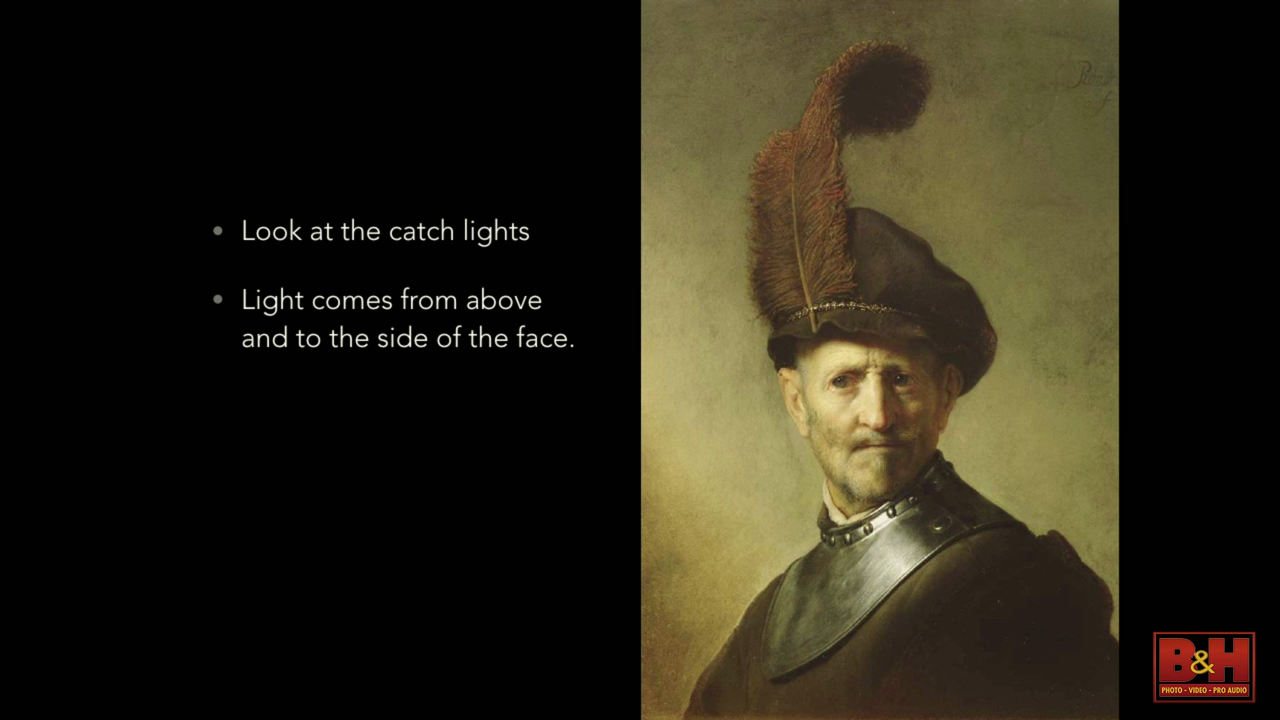 Look at the catch lights
Light comes from above
and to the side of the face.
B&H
PHOTO - VIDEO - PRO AUDIO